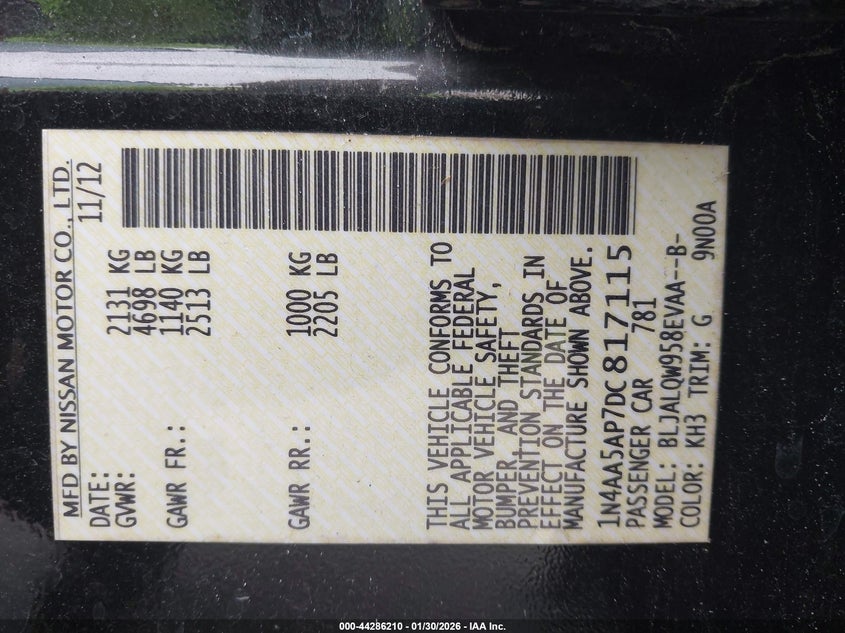 MFD BY NISSAN MOTOR CO., LTD.
DATE: 11/12
GVWR: 2131 KG
4698 LB
GAWR FR.: 1140 KG
2513 LB
GAWR RR.: 1000 KG
2205 LB
THIS VEHICLE CONFORMS TO
ALL APPLICABLE FEDERAL
MOTOR VEHICLE SAFETY,
BUMPER, AND THEFT
PREVENTION STANDARDS IN
EFFECT ON THE DATE OF
MANUFACTURE SHOWN ABOVE.
1N4AA5AP7DC817115
PASSENGER CAR 781
MODEL: BLJALQW958EVAA--B-
COLOR: KH3 TRIM: G 9N00A
000-44286210 - 01/30/2026 - IAA Inc.